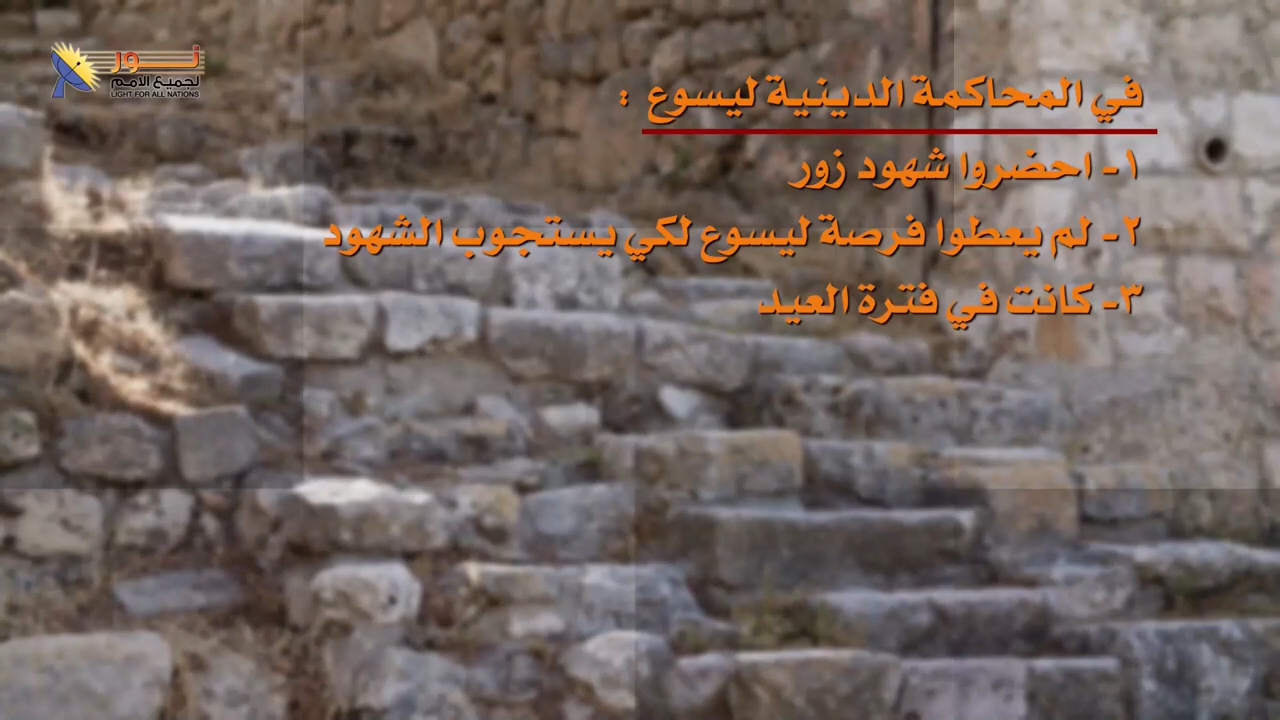 نور
لجميع الأمم
LIGHT FOR ALL NATIONS
في المحاكمة الدينية ليسوع :
١- احضروا شهود زور
٢- لم يعطوا فرصة ليسوع لكي يستجوب الشهود
٣- كانت في فترة العيد